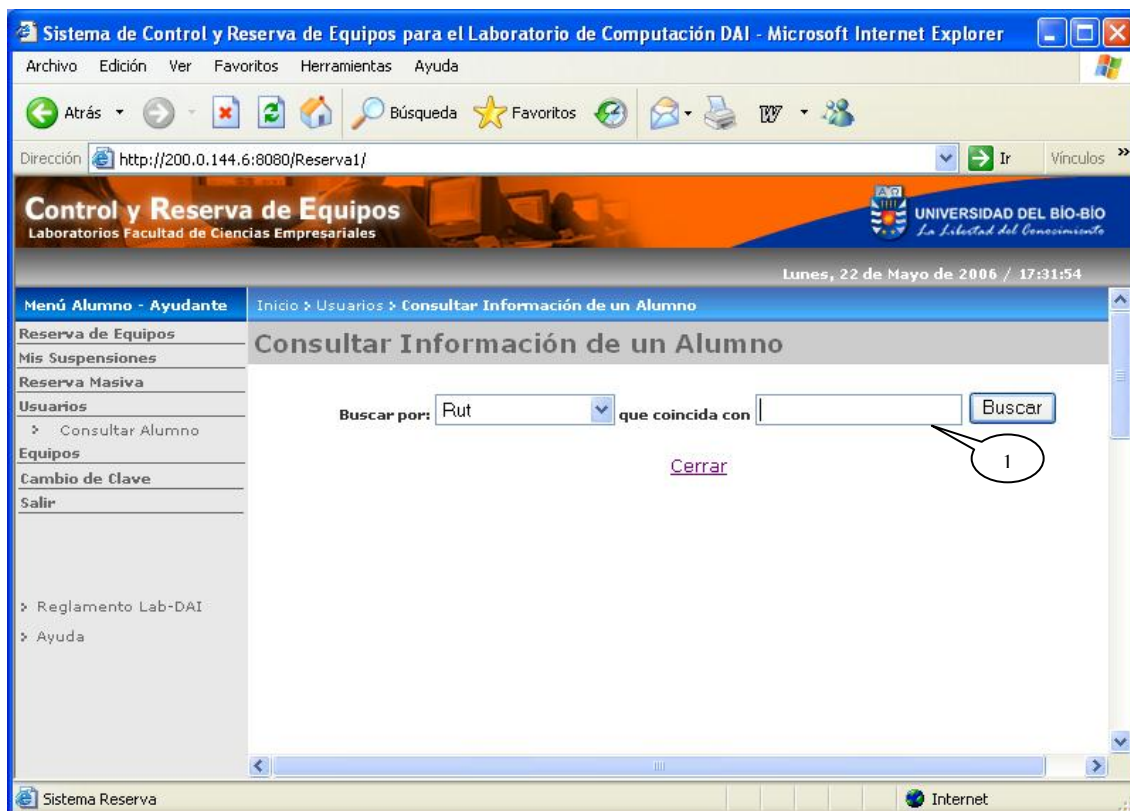 Sistema de Control y Reserva de Equipos para el Laboratorio de Computación DAI - Microsoft Internet Explorer
Archivo Edición Ver Favoritos Herramientas Ayuda
Atrás Búsqueda Favoritos
Dirección http://200.0.144.6:8080/Reserva1/ Ir Vínculos »
Control y Reserva de Equipos
Laboratorios Facultad de Ciencias Empresariales
UNIVERSIDAD DEL BÍO-BÍO
La Libertad del Conocimiento
Lunes, 22 de Mayo de 2006 / 17:31:54
Menú Alumno - Ayudante
Inicio > Usuarios > Consultar Información de un Alumno
Reserva de Equipos
Mis Suspensiones
Reserva Masiva
Usuarios
> Consultar Alumno
Equipos
Cambio de Clave
Salir
> Reglamento Lab-DAI
> Ayuda
Consultar Información de un Alumno
Buscar por: Rut que coincida con Buscar
1
Cerrar
Sistema Reserva Internet